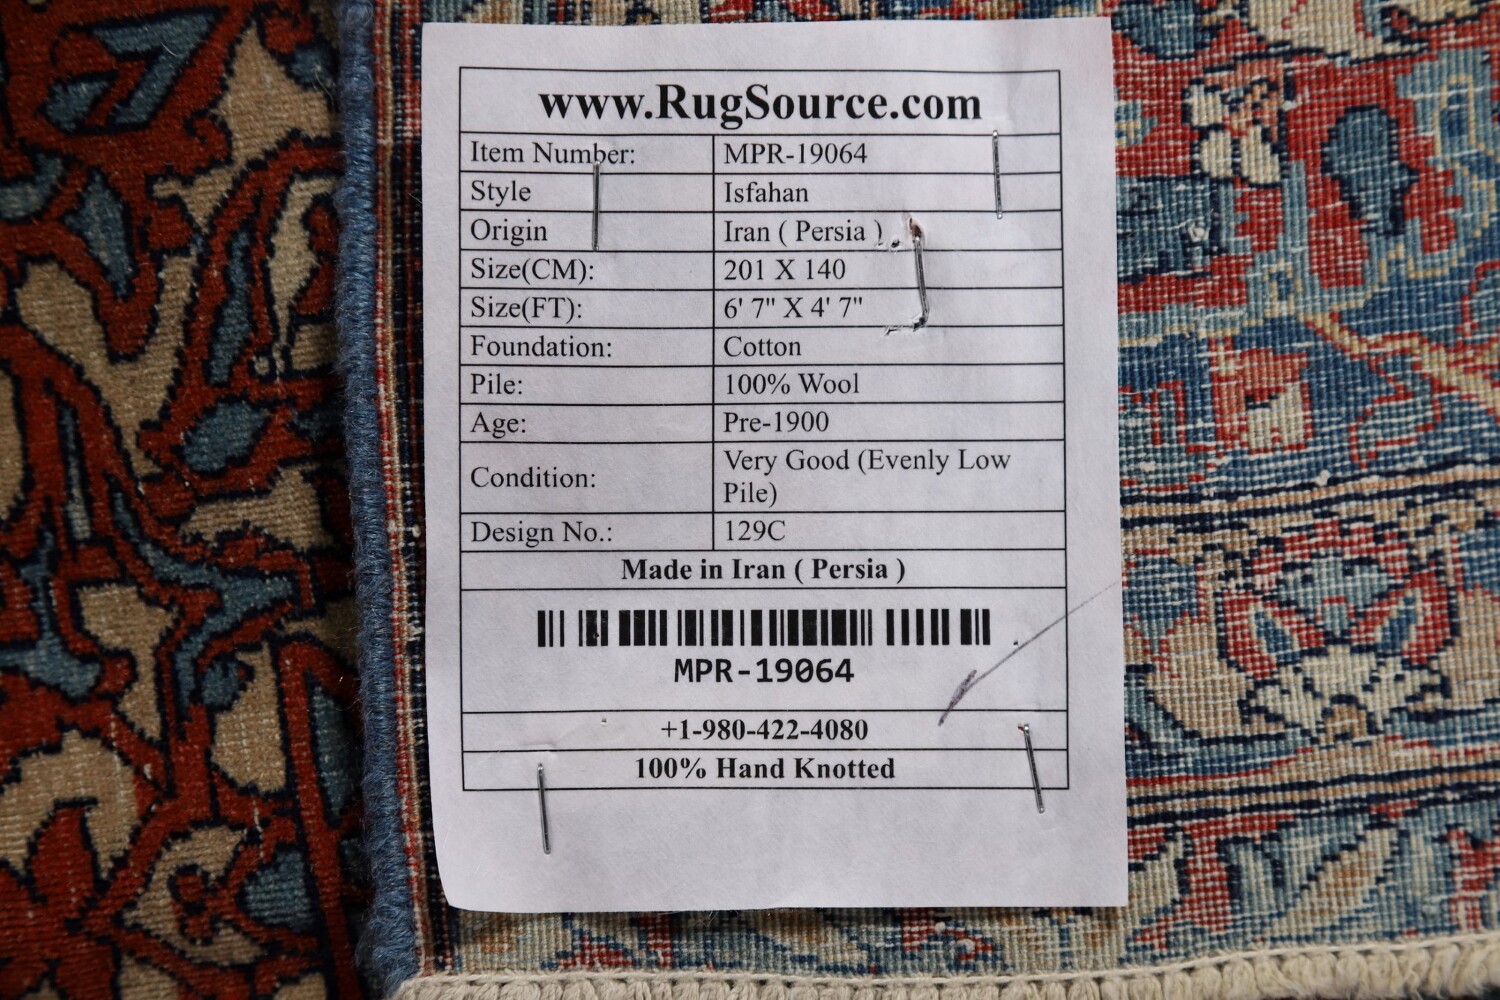 www.RugSource.com
Item Number: MPR-19064
Style Isfahan
Origin Iran ( Persia )
Size(CM): 201 X 140
Size(FT): 6' 7" X 4' 7"
Foundation: Cotton
Pile: 100% Wool
Age: Pre-1900
Condition: Very Good (Evenly Low
Pile)
Design No.: 129C
Made in Iran ( Persia )
MPR-19064
+1-980-422-4080
100% Hand Knotted